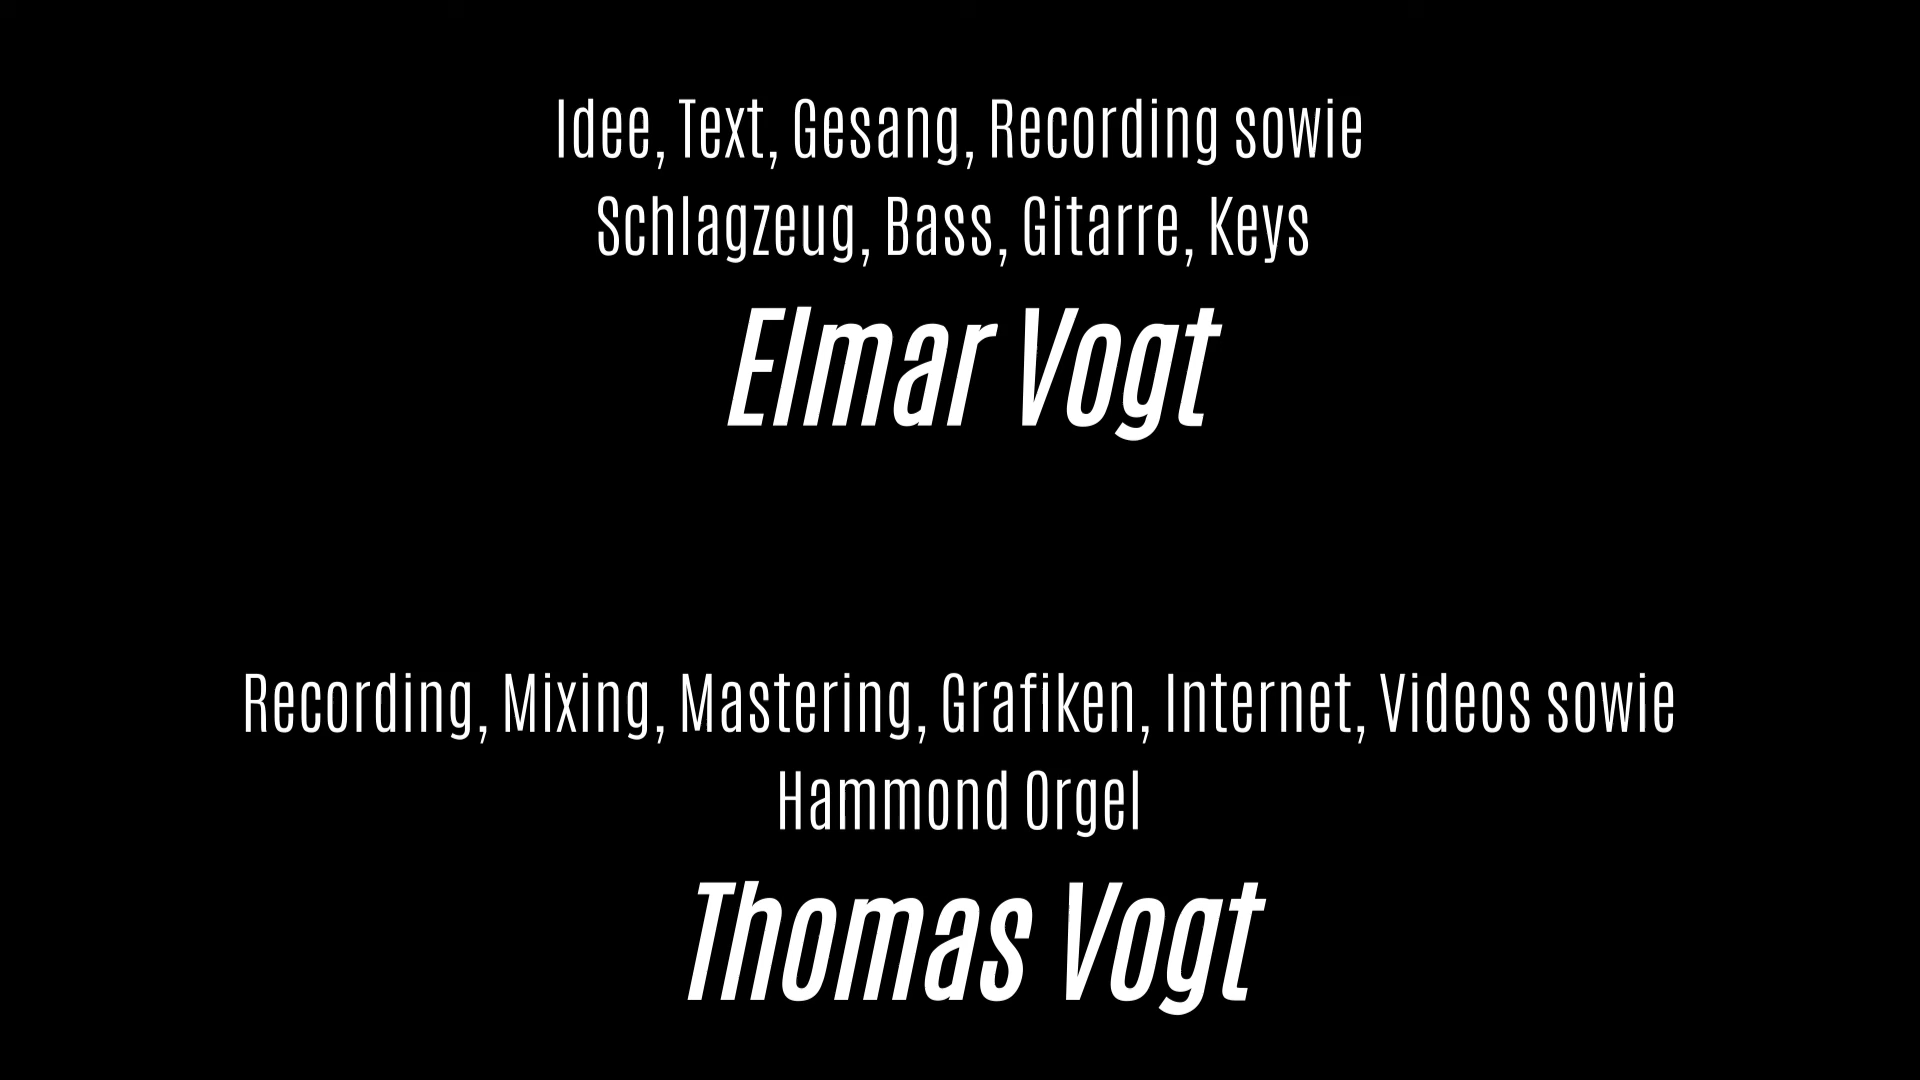 Idee, Text, Gesang, Recording sowie
Schlagzeug, Bass, Gitarre, Keys
Elmar Vogt
Recording, Mixing, Mastering, Grafiken, Internet, Videos sowie
Hammond Orgel
Thomas Vogt